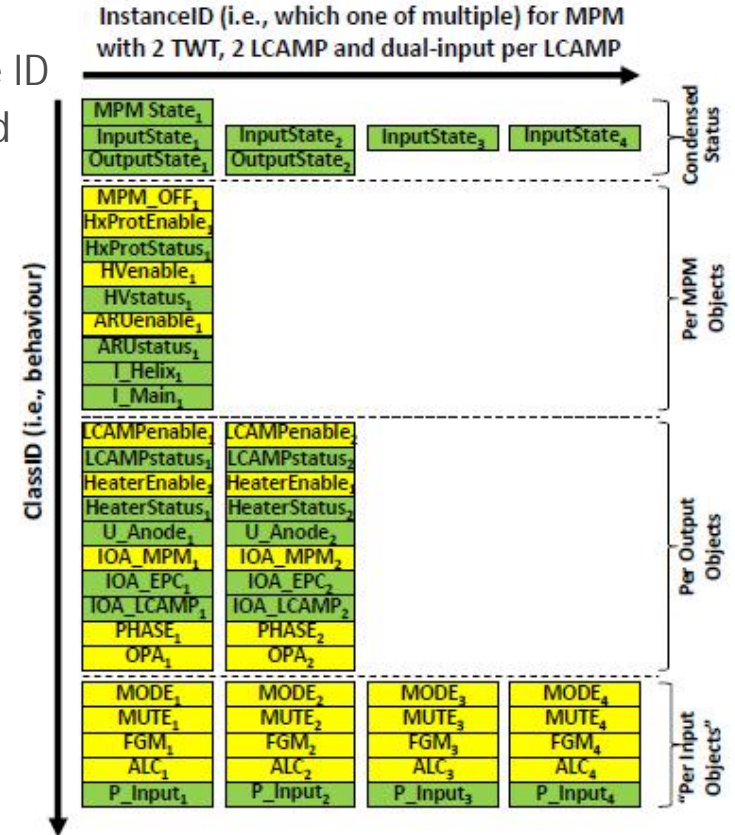 InstanceID (i.e., which one of multiple) for MPM
with 2 TWT, 2 LCAMP and dual-input per LCAMP
ID
d
ClassID (i.e., behaviour)
MPM State₁
InputState₁ InputState₂ InputState₃ InputState₄
OutputState₁ OutputState₂
Condensed
Status
MPM_OFF₁
HxProtEnable₁
HxProtStatus₁
HVenable₁
HVstatus₁
ARUenable₁
ARUstatus₁
I_Helix₁
I_Main₁
Per MPM
Objects
LCAMPenable₁ LCAMPenable₂
LCAMPstatus₁ LCAMPstatus₂
HeaterEnable₁ HeaterEnable₁
HeaterStatus₁ HeaterStatus₂
U_Anode₁ U_Anode₂
IOA_MPM₁ IOA_MPM₂
IOA_EPC₁ IOA_EPC₂
IOA_LCAMP₁ IOA_LCAMP₂
PHASE₁ PHASE₂
OPA₁ OPA₂
Per Output
Objects
MODE₁ MODE₂ MODE₃ MODE₄
MUTE₁ MUTE₂ MUTE₃ MUTE₄
FGM₁ FGM₂ FGM₃ FGM₄
ALC₁ ALC₂ ALC₃ ALC₄
P_Input₁ P_Input₂ P_Input₃ P_Input₄
"Per Input
Objects"